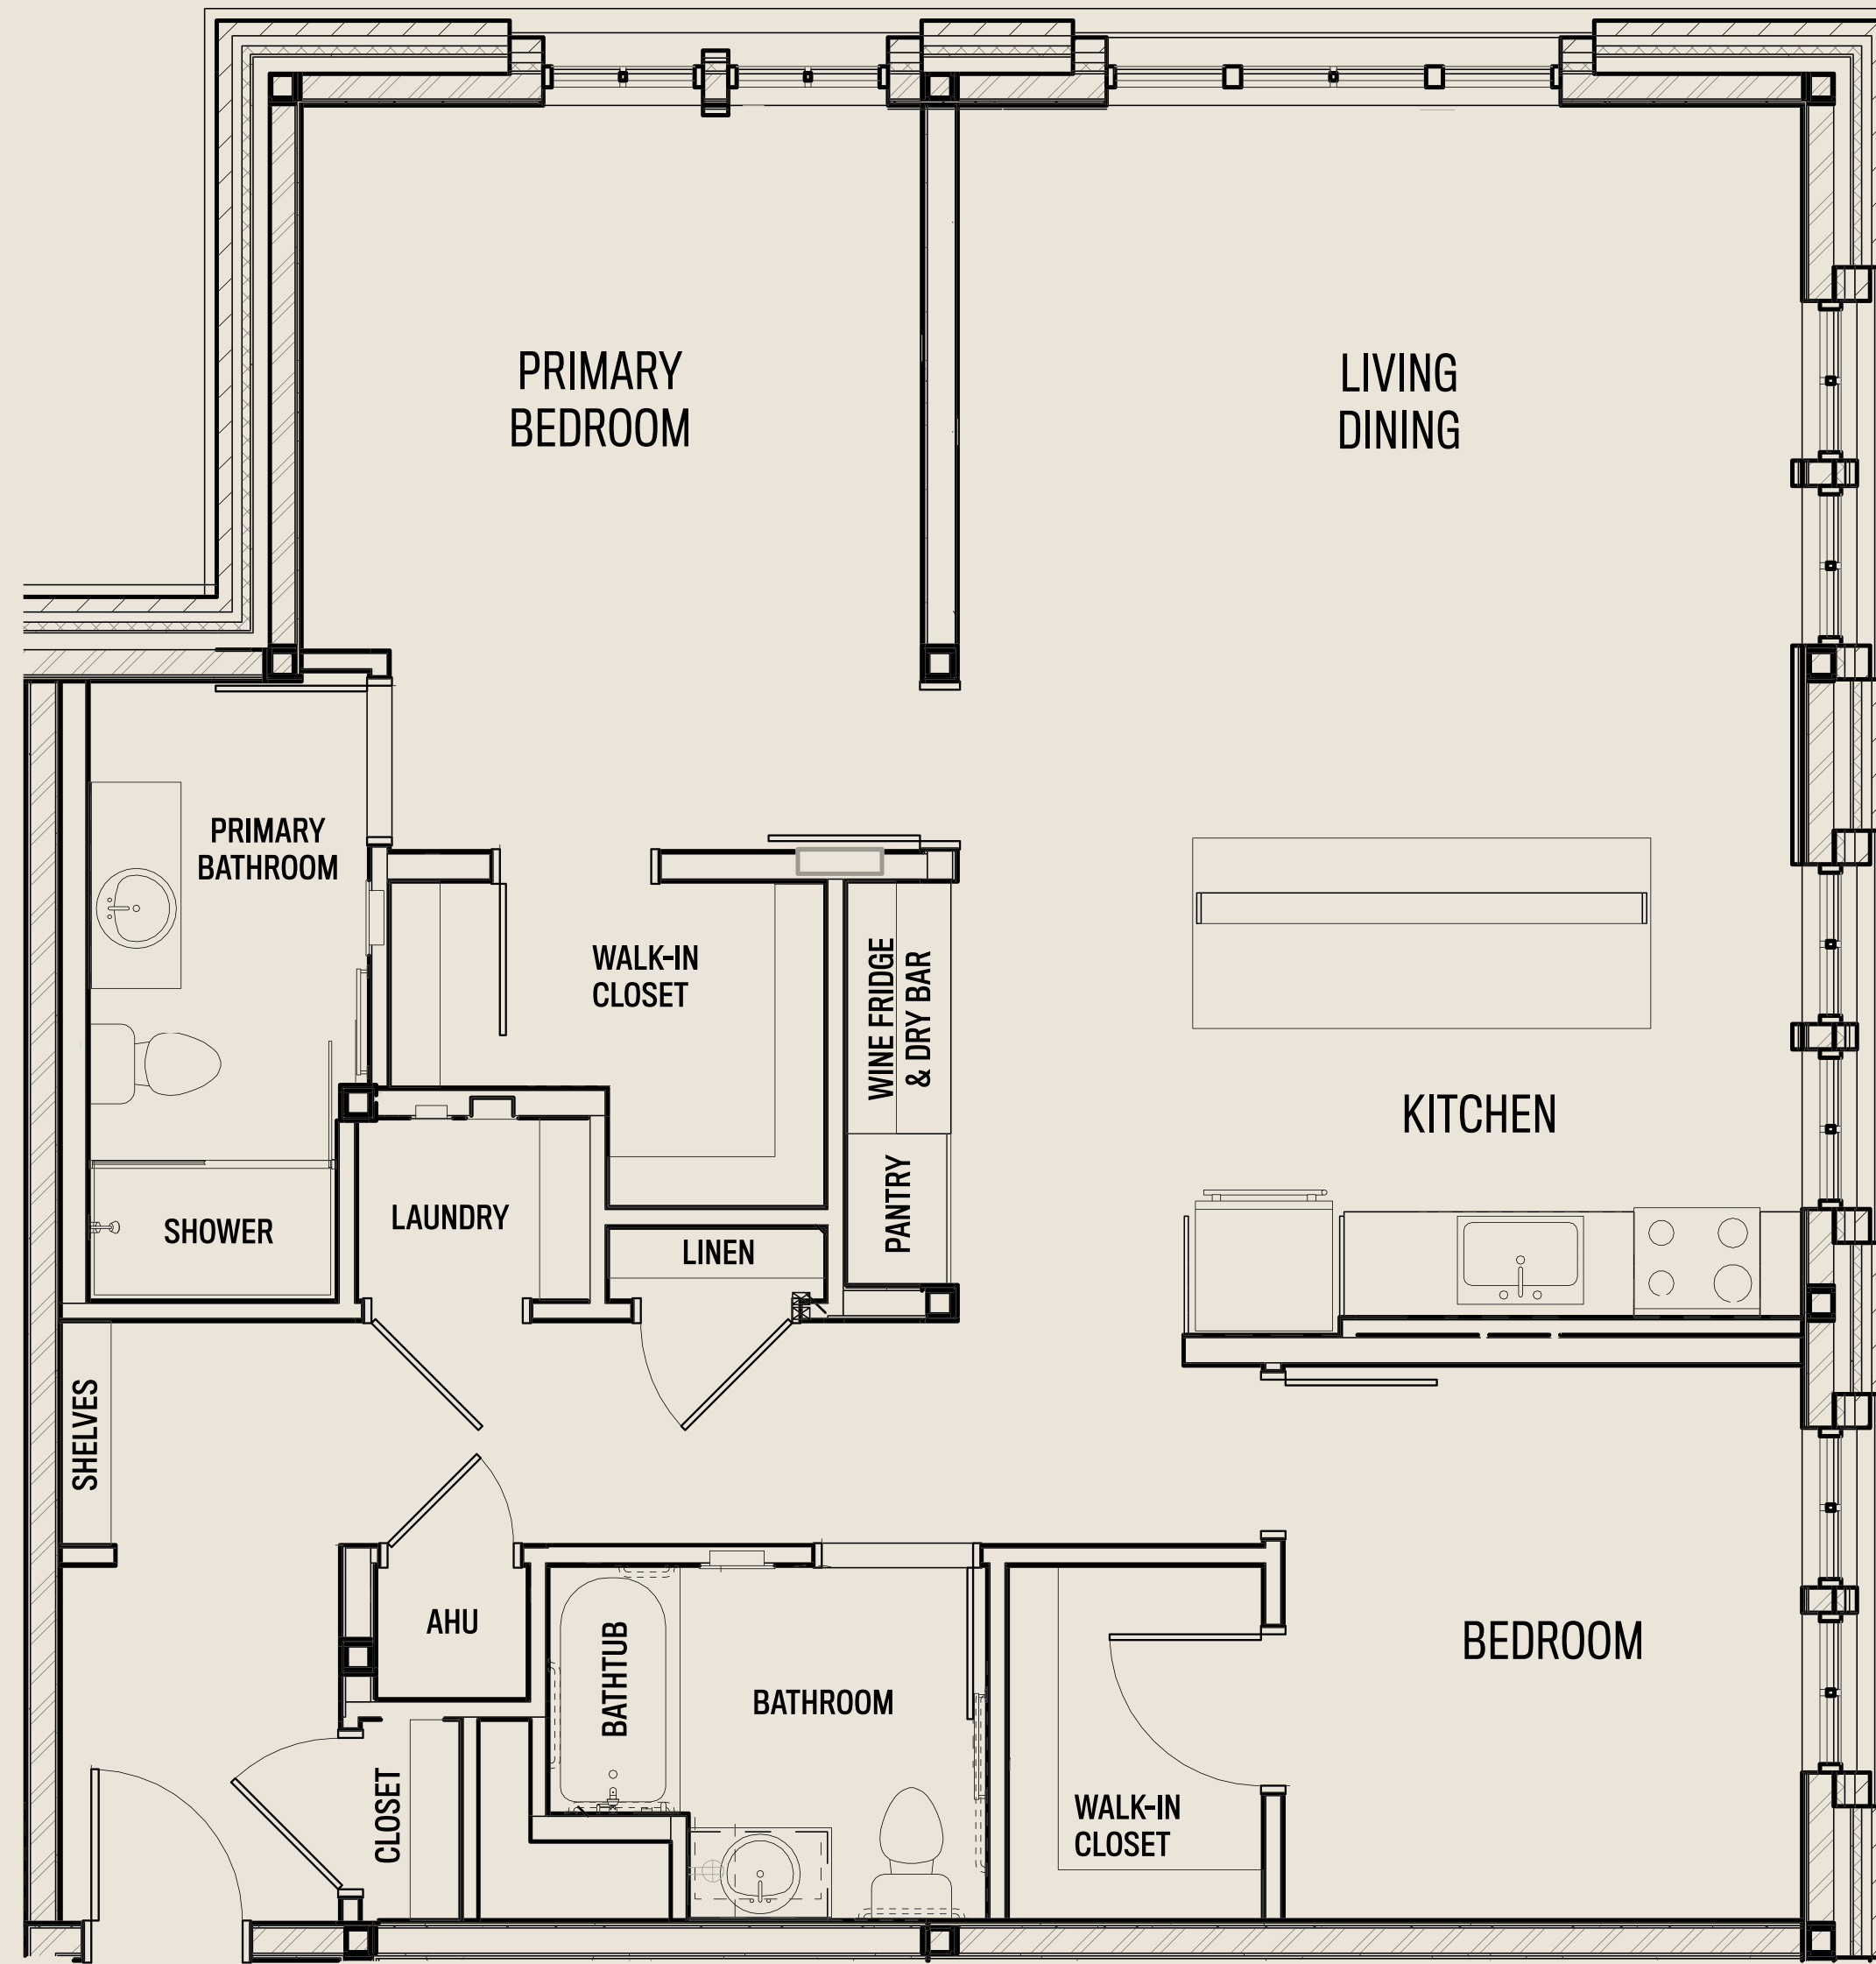 PRIMARY
BEDROOM
LIVING
DINING
PRIMARY
BATHROOM
WALK-IN
CLOSET
WINE FRIDGE
& DRY BAR
KITCHEN
PANTRY
SHOWER
LAUNDRY
LINEN
SHELVES
AHU
BATHTUB
BATHROOM
BEDROOM
CLOSET
WALK-IN
CLOSET